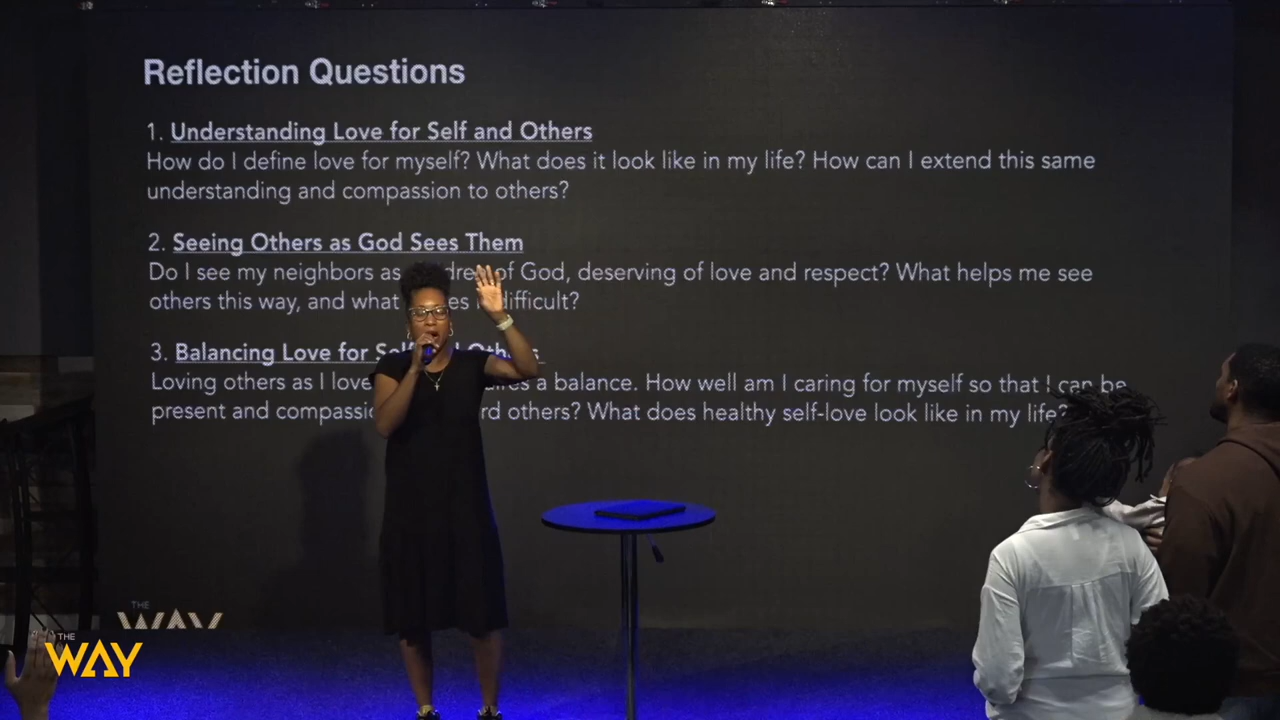 Reflection Questions
1. Understanding Love for Self and Others
How do I define love for myself? What does it look like in my life? How can I extend this same
understanding and compassion to others?
2. Seeing Others as God Sees Them
Do I see my neighbors as of God, deserving of love and respect? What helps me see
others this way, and what difficult?
3. Balancing Love for Others
Loving others as I love a balance. How well am I caring for myself so that I can be
present and others? What does healthy self-love look like in my life?
THE
WAY
THE
WAY